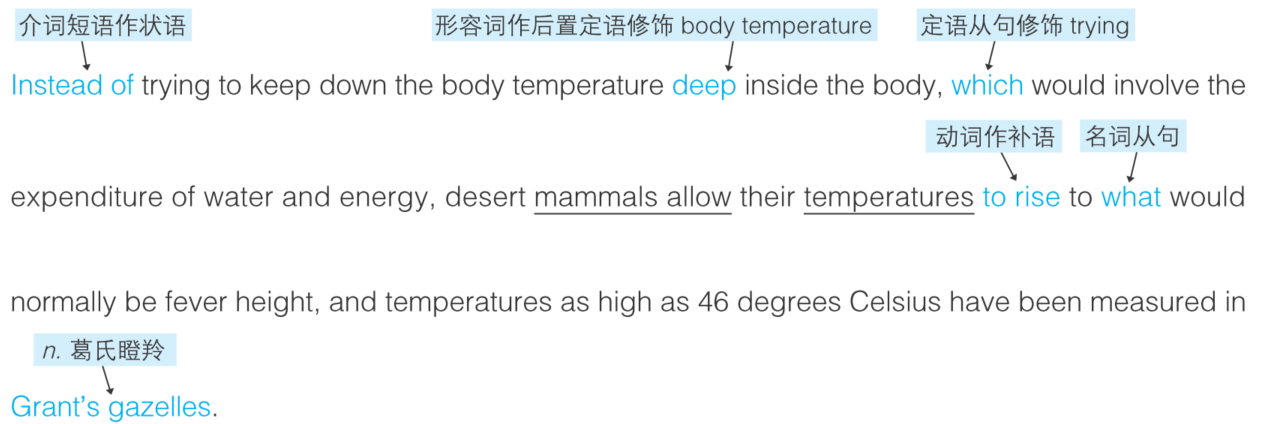 介词短语作状语 形容词作后置定语修饰 body temperature 定语从句修饰 trying
Instead of trying to keep down the body temperature deep inside the body, which would involve the
动词作补语 名词从句
expenditure of water and energy, desert mammals allow their temperatures to rise to what would
normally be fever height, and temperatures as high as 46 degrees Celsius have been measured in
n. 葛氏瞪羚
Grant's gazelles.